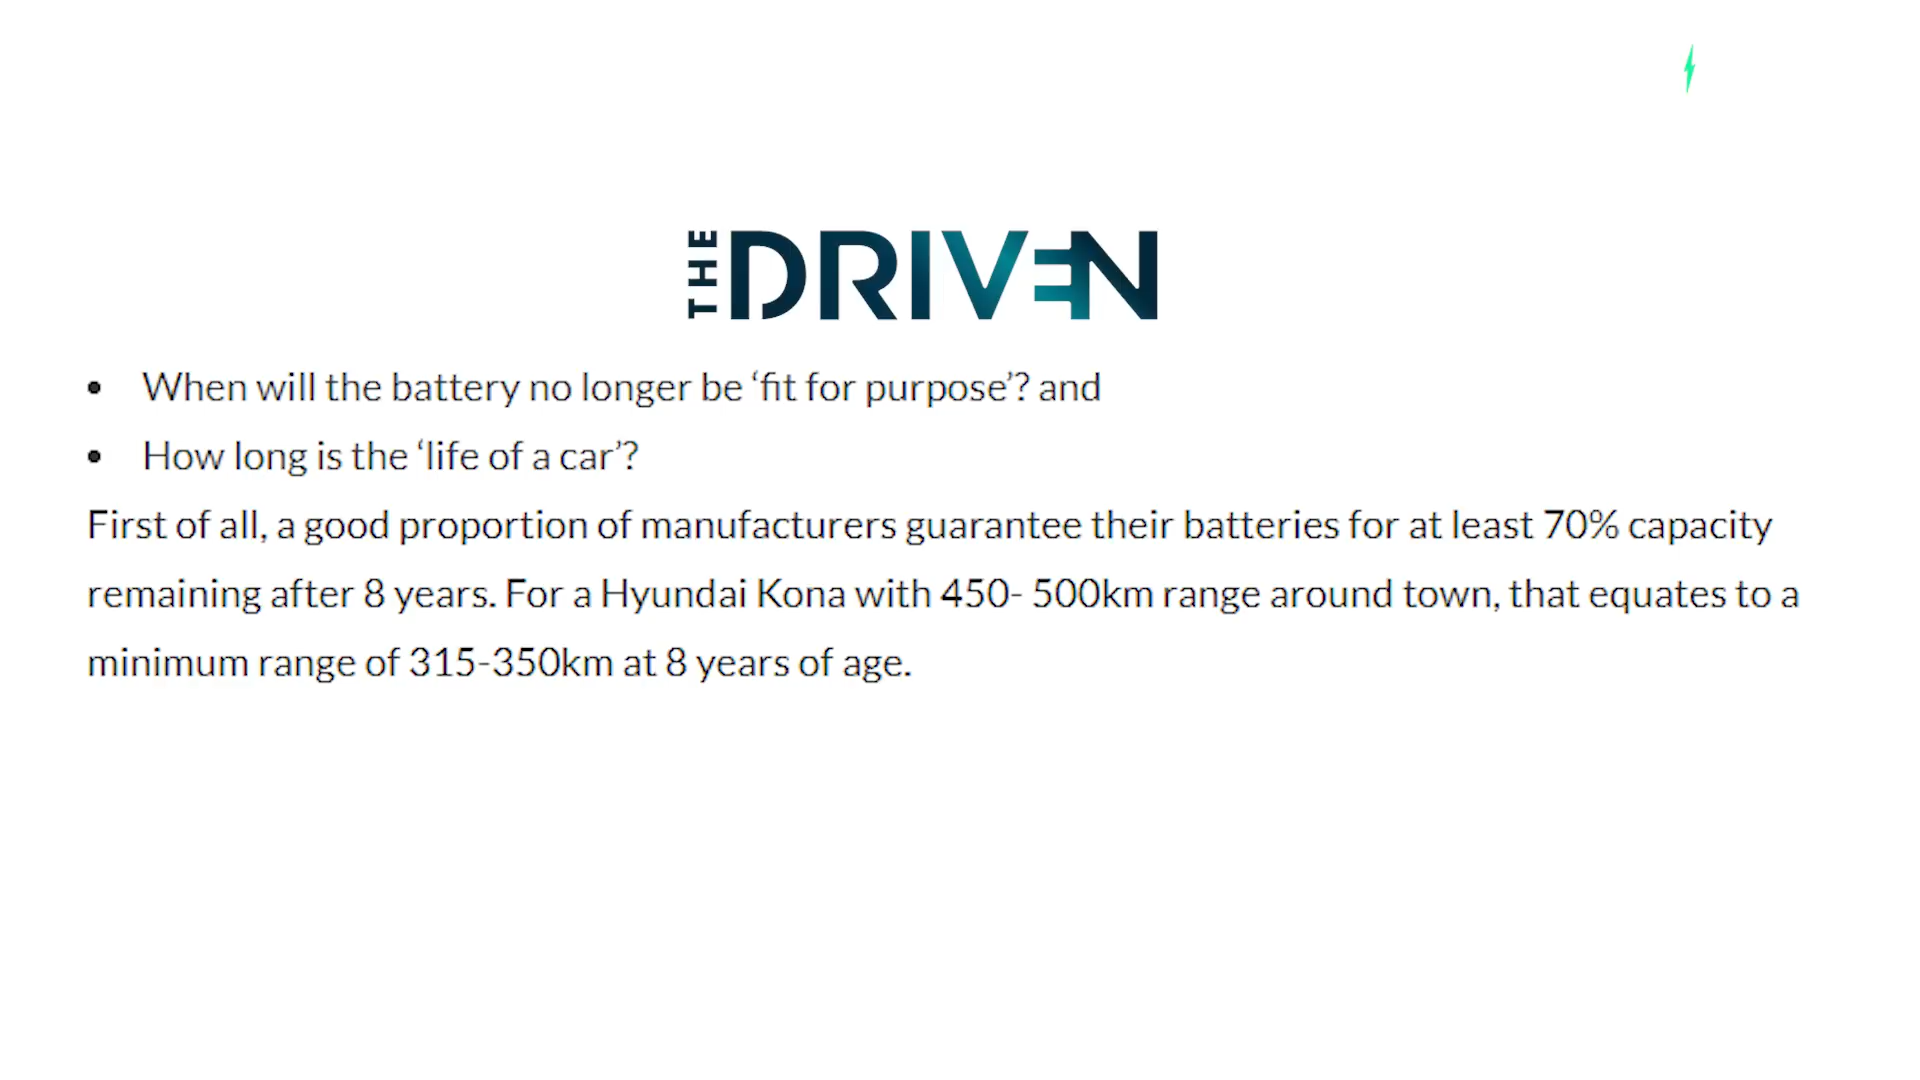 THE DRIVEN
• When will the battery no longer be ‘fit for purpose’? and
• How long is the ‘life of a car’?
First of all, a good proportion of manufacturers guarantee their batteries for at least 70% capacity
remaining after 8 years. For a Hyundai Kona with 450- 500km range around town, that equates to a
minimum range of 315-350km at 8 years of age.